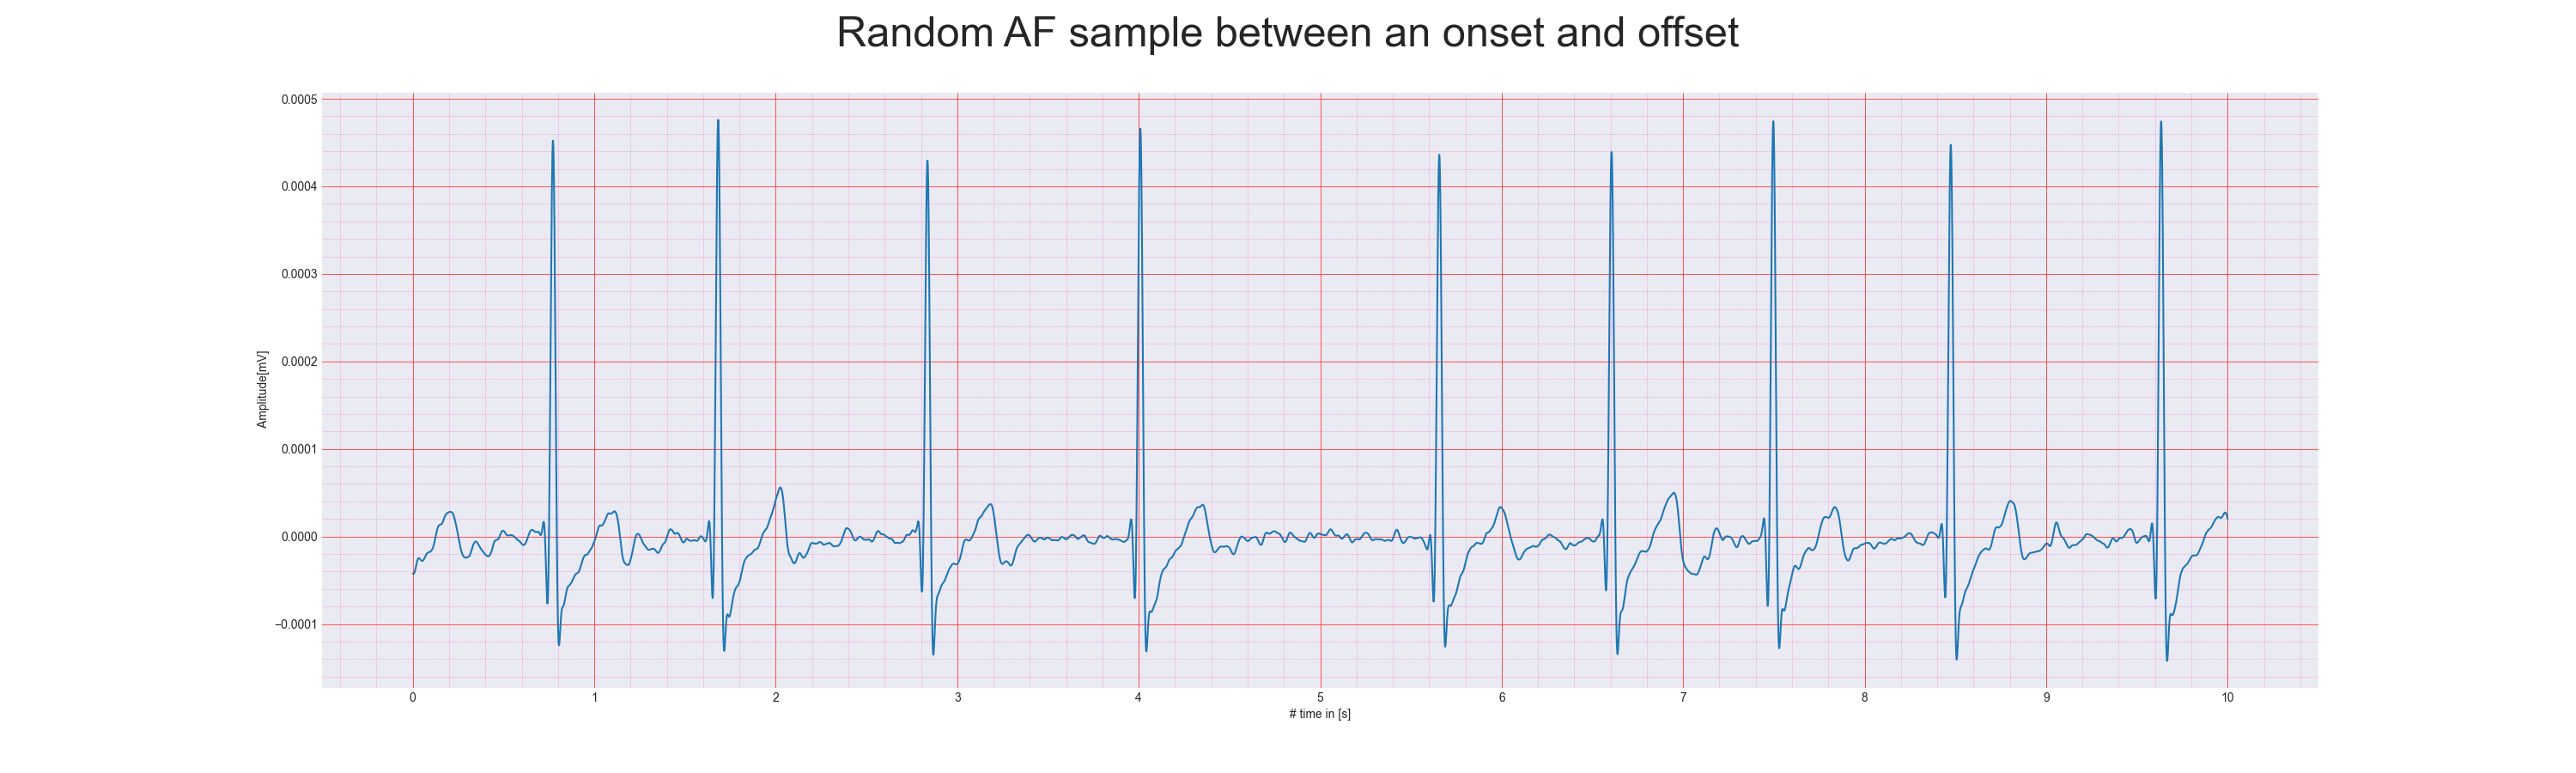 Random AF sample between an onset and offset
0.0005
0.0004
0.0003
0.0002
0.0001
0.0000
−0.0001
Amplitude[mV]
0 1 2 3 4 5 6 7 8 9 10
# time in [s]